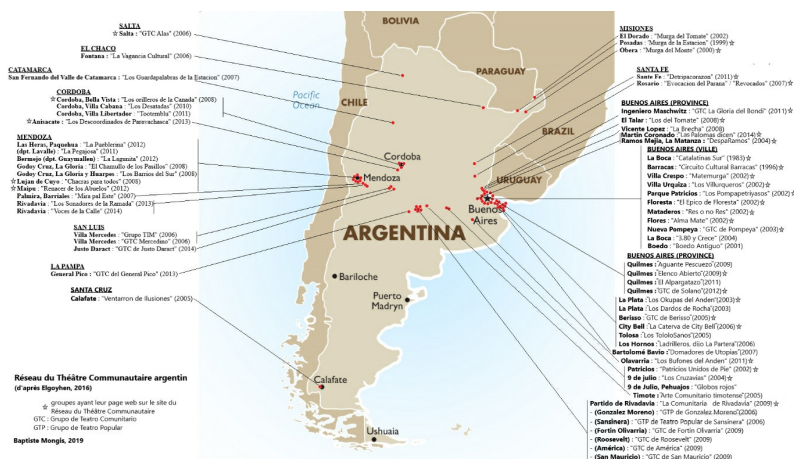 SALTA
☆ Salta : "GTC Alas" (2006)
EL CHACO
Fontana : "La Vagancia Cultural" (2006)
CATAMARCA
San Fernando del Valle de Catamarca : "Los Guardapalabras de la Estacion" (2007)
CORDOBA
☆ Cordoba, Bella Vista : "Los orilleros de la Canada" (2008)
Cordoba, Villa Cabana : "Los Desatadas" (2010)
Cordoba, Villa Libertador : "Tootembla" (2011)
☆ Anisacate : "Los Descoordinados de Paravachasca" (2013)
MENDOZA
Las Heras, Paquelna : "La Pueblerina" (2012)
(dpt. Lavalle) : "La Pegajosa" (2011)
Bermejo (dpt. Guaymallen) : "La Lagunita" (2012)
Godoy Cruz, La Gloria : "El Chanullo de los Pasillos" (2008)
Godoy Cruz, La Gloria y Huarpes : "Los Barrios del Sur" (2008)
☆ Lujan de Cuyo : "Chacras para todos" (2008)
☆ Maipu : "Renacer de los Abuelos" (2012)
Palmira, Barriales : "Mira pal Este" (2007)
Rivadavia : "Los Sonadores de la Ramada" (2013)
Rivadavia : "Voces de la Calle" (2014)
SAN LUIS
Villa Mercedes : "Grupo TIM" (2006)
Villa Mercedes : "GTC Mercedano" (2006)
Justo Daract : "GTC de Justo Daract" (2014)
LA PAMPA
General Pico : "GTC del General Pico" (2013)
SANTA CRUZ
Calafate : "Ventarron de Ilusiones" (2005)
Réseau du Théâtre Communautaire argentin
(d'après Elgoyhen, 2016)
☆ groupes ayant leur page web sur le site du
Réseau du Théâtre Communautaire
GTC : Grupo de Teatro Comunitario
GTP : Grupo de Teatro Popular
Baptiste Mongis, 2019
BOLIVIA
PARAGUAY
Pacific
Ocean
CHILE
BRAZIL
Cordoba
Mendoza
URUGUAY
Buenos
Aires
ARGENTINA
Bariloche
Puerto
Madryn
Calafate
Ushuaia
MISIONES
El Dorado : "Murga del Tomate" (2002)
Posadas : "Murga de la Estacion" (1999)☆
Obera : "Murga del Monte" (2000)☆
SANTA FE
Sante Fe : "Detripacorazon" (2011)☆
Rosario : "Evocacion del Parana" / "Revocados" (2007)☆
BUENOS AIRES (PROVINCE)
Ingeniero Maschwitz : "GTC La Gloria del Bondi" (2011)☆
El Talar : "Los del Tomate" (2008)☆
Vicente Lopez : "La Brecha" (2008)
Martin Coronado : "Las Palomas dicen" (2014)☆
Ramos Mejia, La Matanza : "DespaRamos" (2004)☆
BUENOS AIRES (VILLE)
La Boca : "Catalatinas Sur" (1983)☆
Barracas : "Circuito Cultural Barracas" (1996)☆
Villa Crespo : "Matemurga" (2002)☆
Villa Urquiza : "Los Villurqueros" (2002)☆
Parque Patricios : "Los Pompapetriyasos" (2002)☆
Floresta : "El Epico de Floresta" (2002)☆
Mataderos : "Res o no Res" (2002)☆
Flores : "Alma Mate" (2002)☆
Nueva Pompeya : "GTC de Pompeya" (2003)☆
La Boca : "3.80 y Crece" (2004)
Boedo : "Boedo Antiguo" (2001)
BUENOS AIRES (PROVINCE)
Quilmes : "Aguante Pescuezo"(2009)
Quilmes : "Elenco Abierto"(2009)☆
Quilmes : "El Alpargatazo"(2011)
Quilmes : "GTC de Solano"(2012)☆
La Plata : "Los Okupas del Anden"(2003)☆
La Plata : "Los Dardos de Rocha"(2003)
Berisso : "GTC de Berisso"(2005)☆
City Bell : "La Caterva de City Bell"(2006)☆
Tolosa : "Los TololoSanos"(2005)
Los Hornos : "Ladrilleros, dijo La Partera"(2006)
Bartolomé Bavio : "Domadores de Utopias"(2007)
Olavarria : "Los Bufones del Anden" (2011)☆
Patricios : "Patricios Unidos de Pie" (2002)☆
9 de julio : "Los Cruzavias" (2004)☆
9 de Julio, Pehuajos : "Globos rojos"
Timote : "Arte Comunitario timotense"(2005)
Partido de Rivadavia : "La Comunitaria de Rivadavia" (2009)☆
- (Gonzalez Moreno) : "GTP de Gonzalez Moreno"(2006)
- (Sansinera) : "GTP de Teatro Popular de Sansinera" (2006)
- (Fortin Olivarria) : "GTC de Fortin Olivarria" (2009)
- (Roosevelt) : "GTC de Roosevelt" (2009)
- (América) : "GTC de América" (2009)
- (San Mauricio) : "GTC de San Mauricio" (2009)